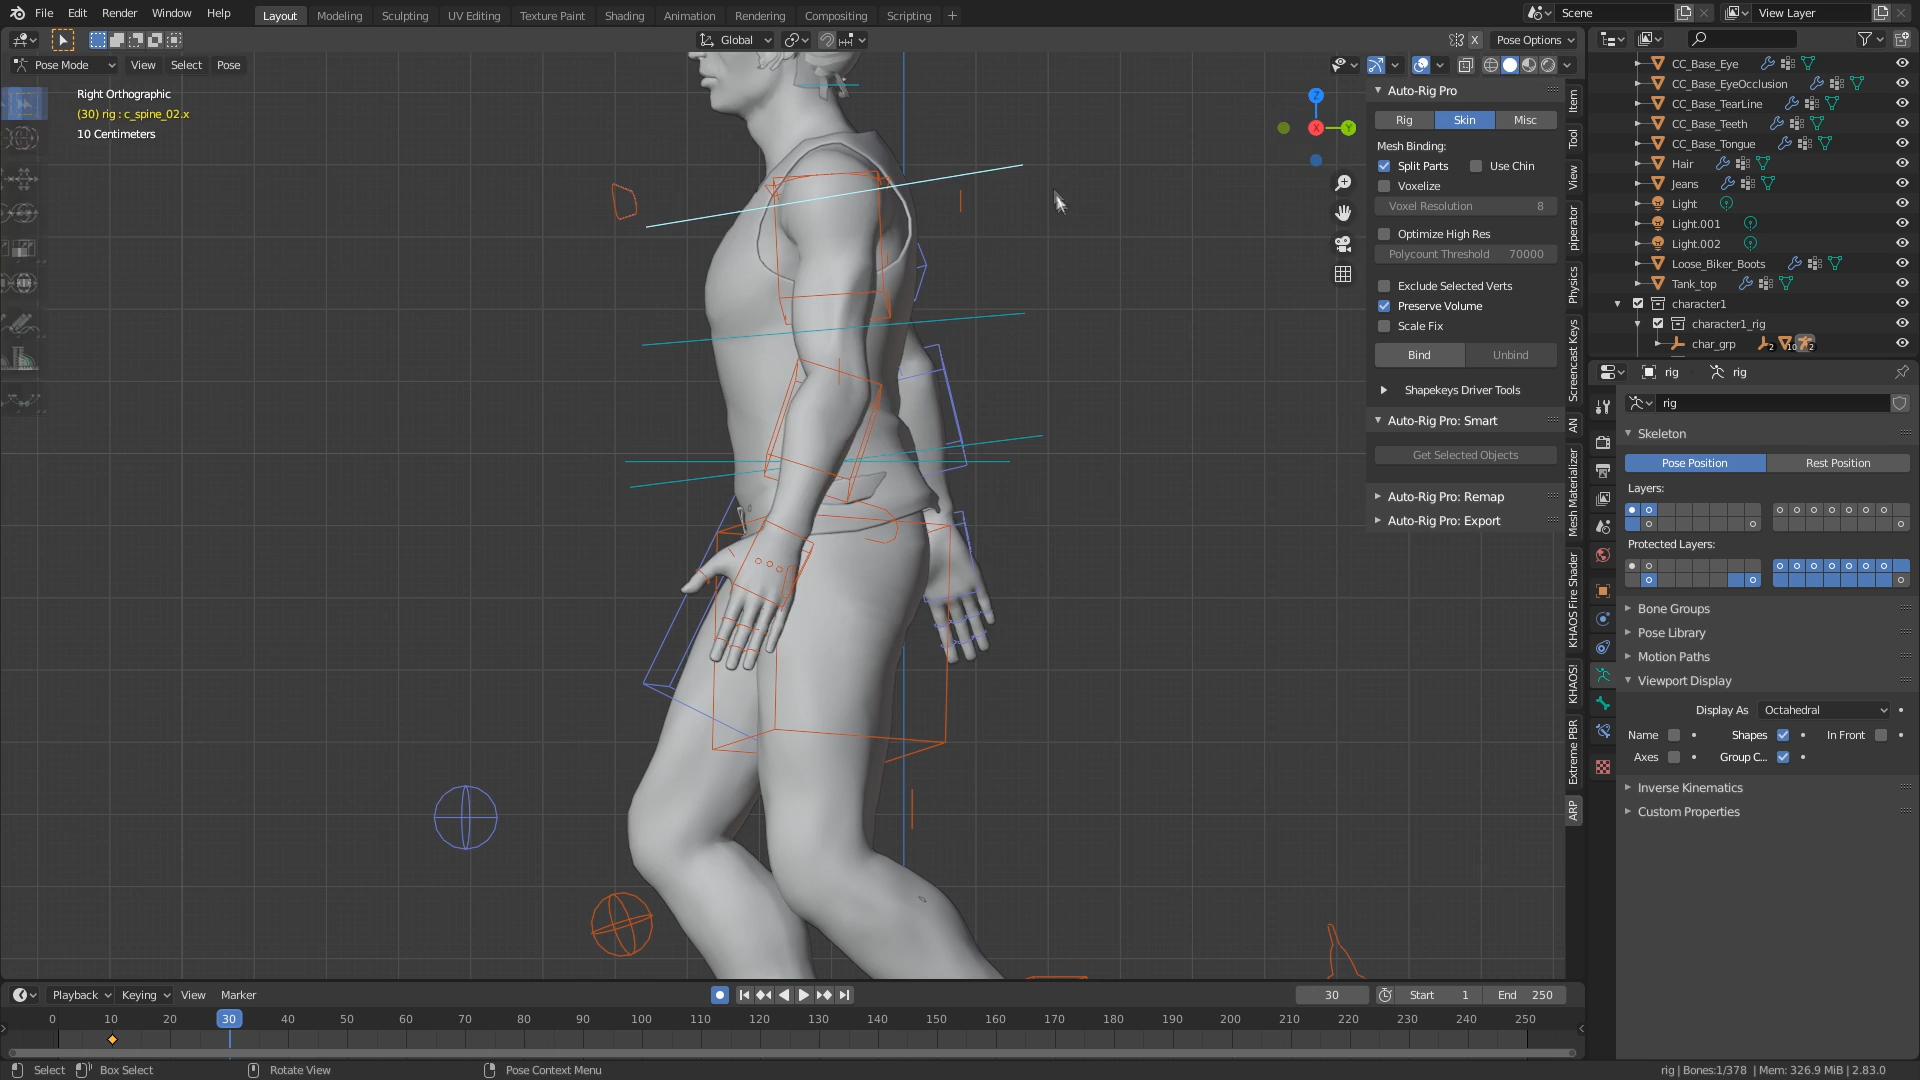 File Edit Render Window Help Layout Modeling Sculpting UV Editing Texture Paint Shading Animation Rendering Compositing Scripting + Scene View Layer
Global X Pose Options
Pose Mode View Select Pose
Right Orthographic
(30) rig : c_spine_02.x
10 Centimeters
Z
X
Y
Auto-Rig Pro
Rig Skin Misc
Mesh Binding:
Split Parts Use Chin
Voxelize
Voxel Resolution 8
Optimize High Res
Polycount Threshold 70000
Exclude Selected Verts
Preserve Volume
Scale Fix
Bind Unbind
Shapekeys Driver Tools
Auto-Rig Pro: Smart
Get Selected Objects
Auto-Rig Pro: Remap
Auto-Rig Pro: Export
Item
Tool
View
piperator
Physics
Screencast Keys
AN
Mesh Materializer
KHAOS Fire Shader
KHAOS!
Extreme PBR
ARP
CC_Base_Eye
CC_Base_EyeOcclusion
CC_Base_TearLine
CC_Base_Teeth
CC_Base_Tongue
Hair
Jeans
Light
Light.001
Light.002
Loose_Biker_Boots
Tank_top
character1
character1_rig
char_grp 2 10 2
rig rig
rig
Skeleton
Pose Position Rest Position
Layers:
Protected Layers:
Bone Groups
Pose Library
Motion Paths
Viewport Display
Display As Octahedral
Name Shapes In Front
Axes Group C...
Inverse Kinematics
Custom Properties
Playback Keying View Marker 30 Start 1 End 250
0 10 20 30 40 50 60 70 80 90 100 110 120 130 140 150 160 170 180 190 200 210 220 230 240 250
Select Box Select Rotate View Pose Context Menu rig | Bones:1/378 | Mem: 326.9 MiB | 2.83.0